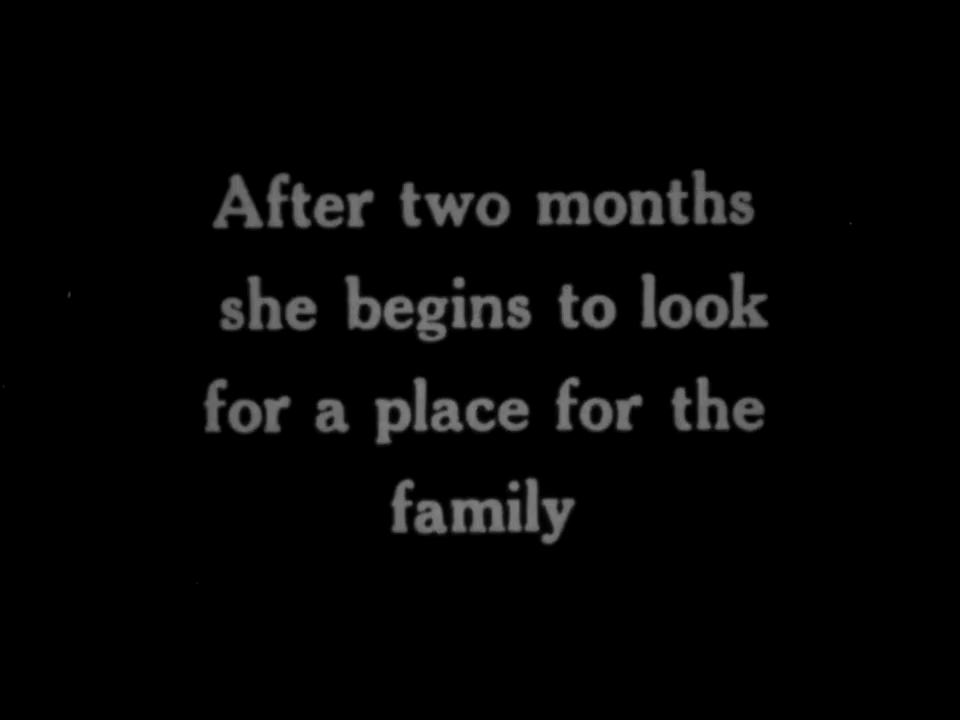 After two months
she begins to look
for a place for the
family